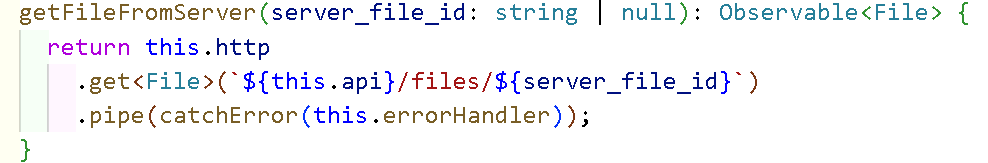 getFileFromServer(server_file_id: string | null): Observable<File> {
  return this.http
    .get<File>(`${this.api}/files/${server_file_id}`)
    .pipe(catchError(this.errorHandler));
}